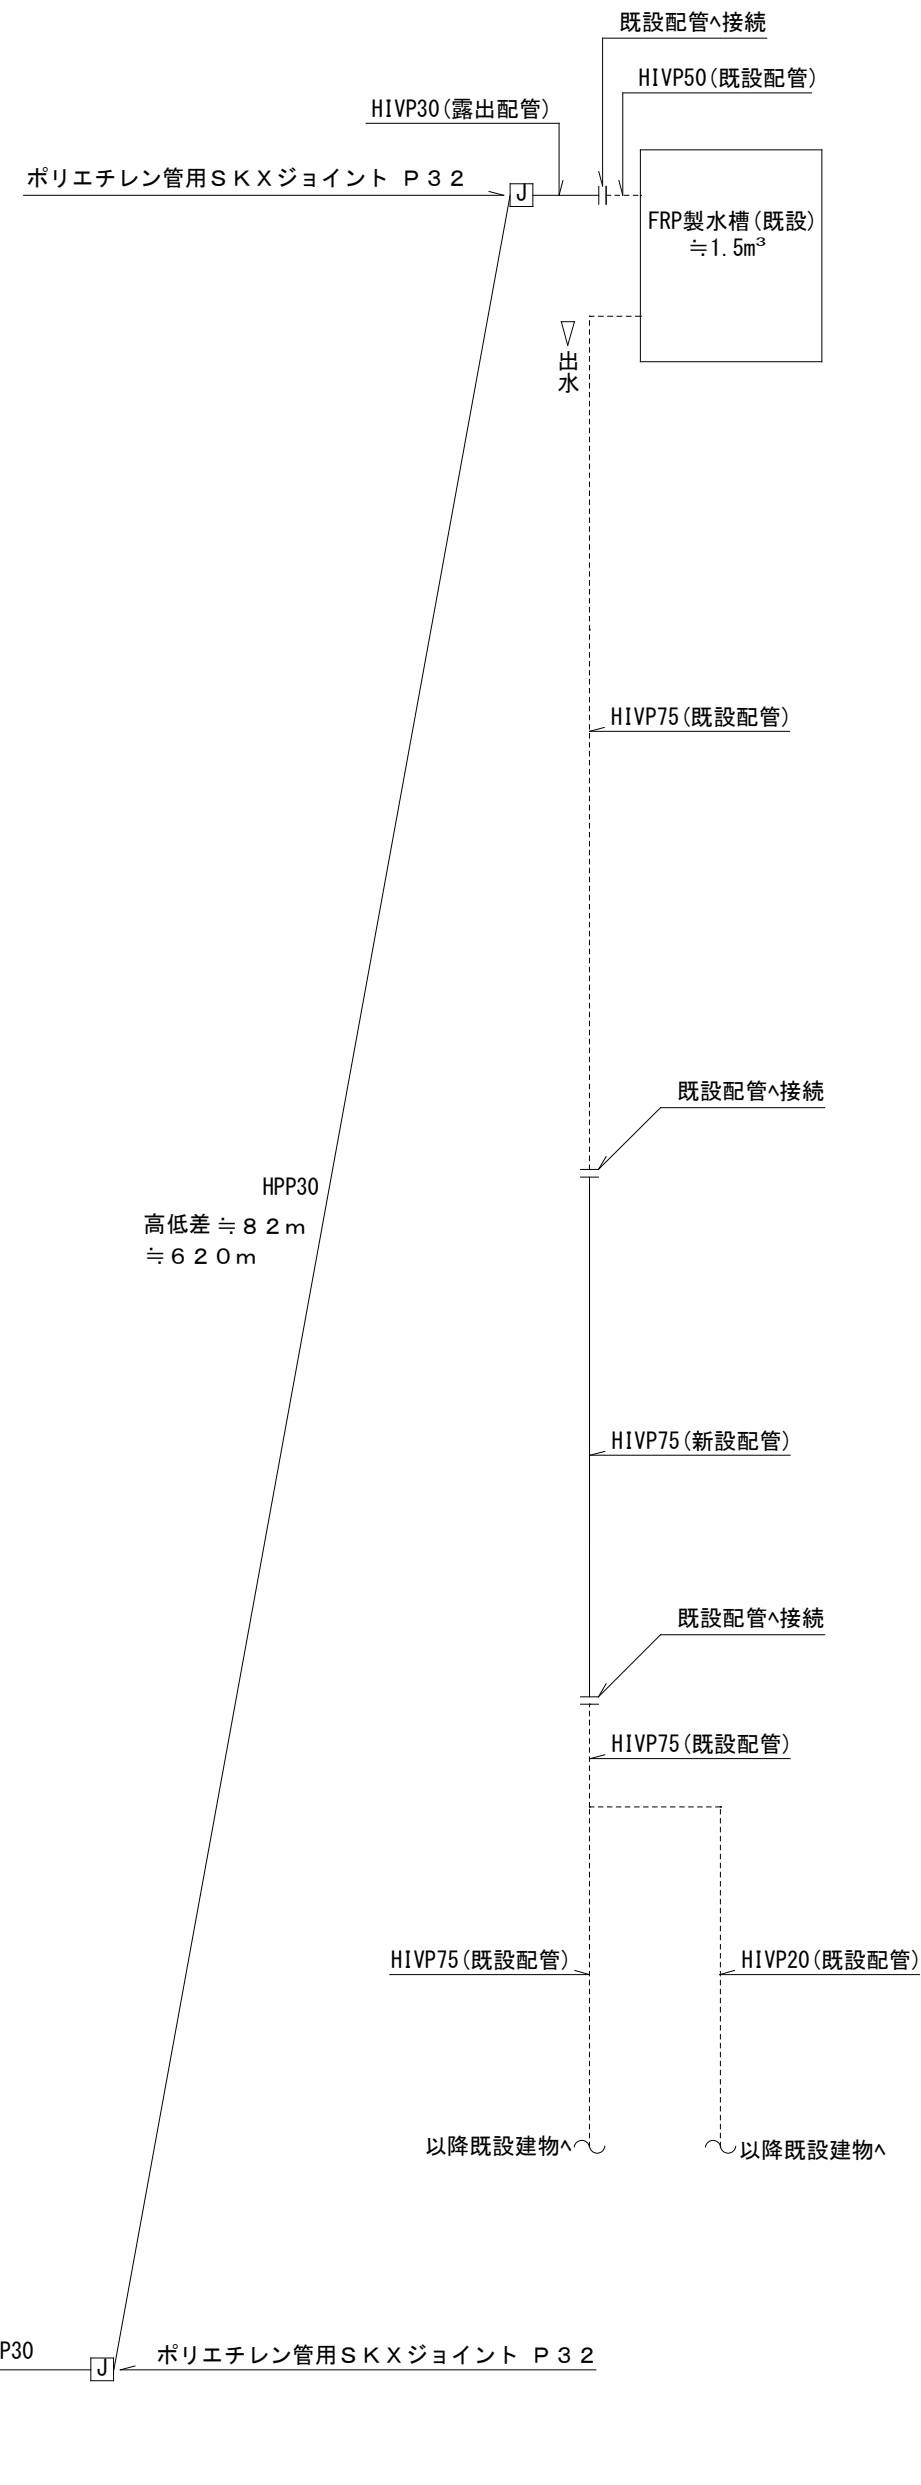 既設配管へ接続
HIVP50(既設配管)
HIVP30(露出配管)
ポリエチレン管用ＳＫＸジョイント Ｐ３２
J
FRP製水槽(既設)
≒1.5m³
出水
HIVP75(既設配管)
既設配管へ接続
HPP30
高低差≒８２ｍ
≒６２０ｍ
HIVP75(新設配管)
既設配管へ接続
HIVP75(既設配管)
HIVP75(既設配管)
HIVP20(既設配管)
以降既設建物へ
以降既設建物へ
P30
J
ポリエチレン管用ＳＫＸジョイント Ｐ３２